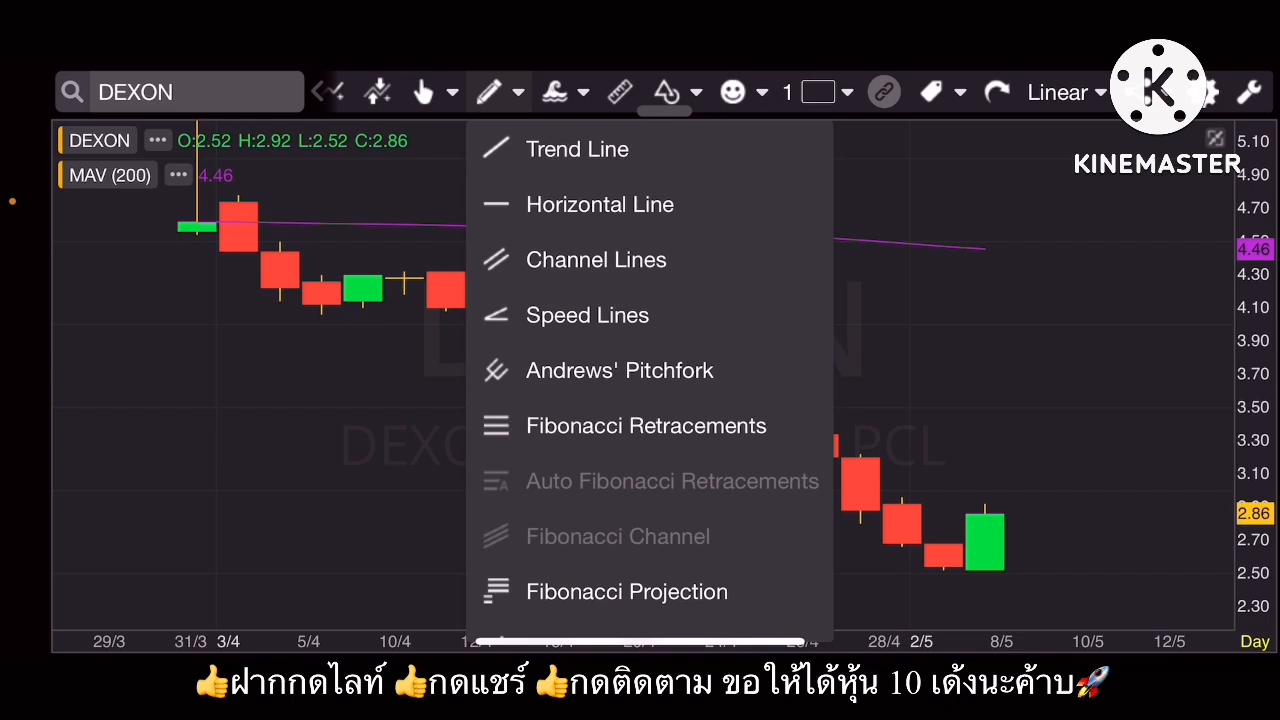 DEXON
1
Linear
KINEMASTER
DEXON ••• O:2.52 H:2.92 L:2.52 C:2.86
MAV (200) ••• 4.46
Trend Line
Horizontal Line
Channel Lines
Speed Lines
Andrews' Pitchfork
Fibonacci Retracements
Auto Fibonacci Retracements
Fibonacci Channel
Fibonacci Projection
5.10
4.90
4.70
4.46
4.30
4.10
3.90
3.70
3.50
3.30
3.10
2.86
2.70
2.50
2.30
29/3 31/3 3/4 5/4 10/4 28/4 2/5 8/5 10/5 12/5 Day
👍ฝากกดไลท์ 👍กดแชร์ 👍กดติดตาม ขอให้ได้หุ้น 10 เด้งนะค้าบ🚀